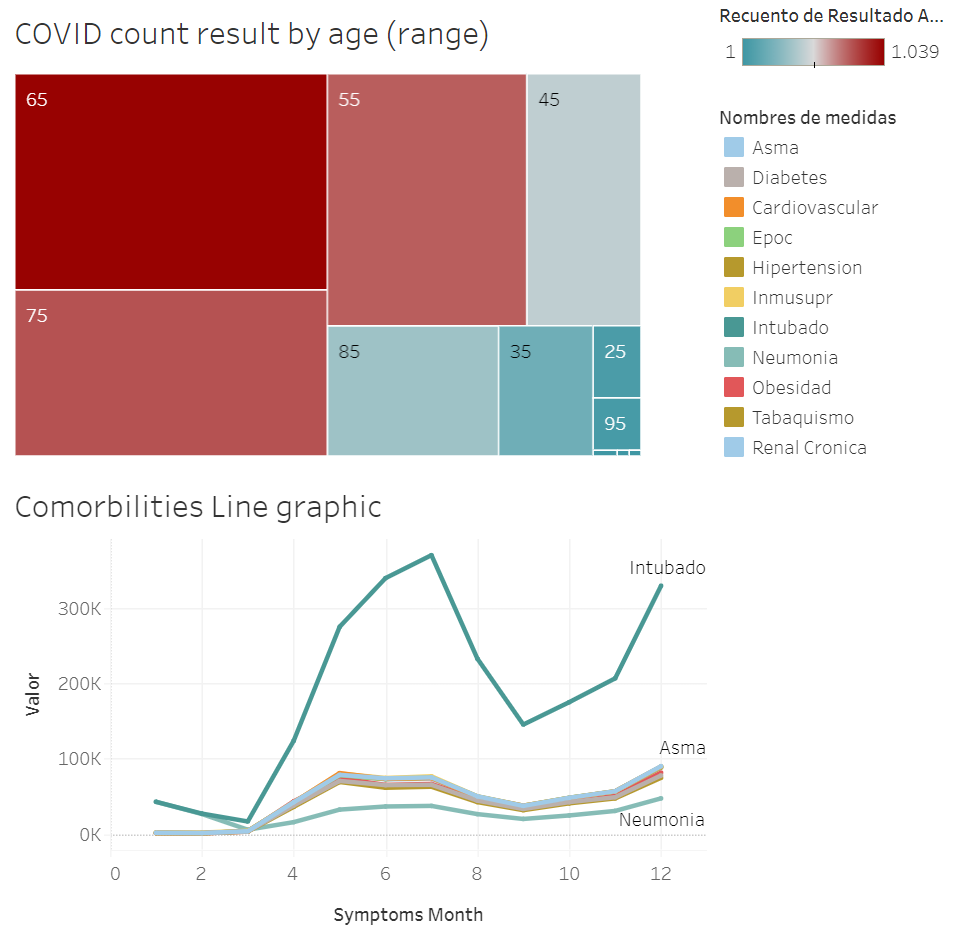 COVID count result by age (range)
65
55
45
75
85
35
25
95
Recuento de Resultado A...
1
1.039
Nombres de medidas
Asma
Diabetes
Cardiovascular
Epoc
Hipertension
Inmusupr
Intubado
Neumonia
Obesidad
Tabaquismo
Renal Cronica
Comorbilities Line graphic
Valor
300K
200K
100K
0K
Intubado
Asma
Neumonia
0 2 4 6 8 10 12
Symptoms Month